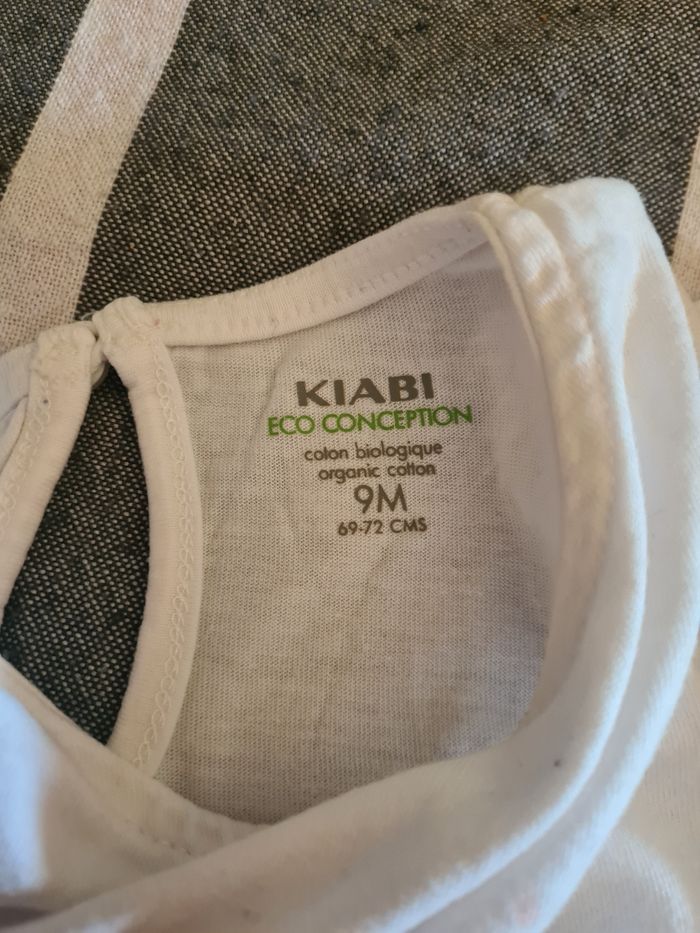 KIABI
ECO CONCEPTION
coton biologique
organic cotton
9M
69-72 CMS